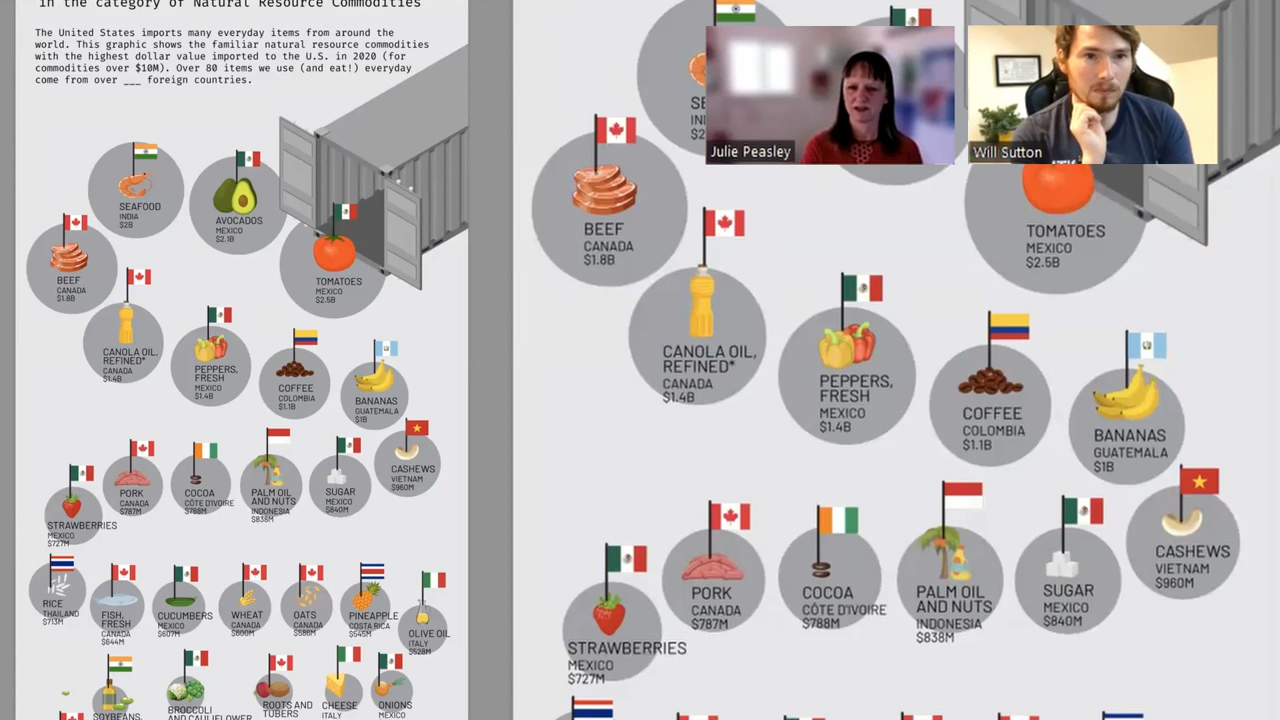 in the category of Natural Resource Commodities
The United States imports many everyday items from around the
world. This graphic shows the familiar natural resource commodities
with the highest dollar value imported to the U.S. in 2020 (for
commodities over $10M). Over 80 items we use (and eat!) everyday
come from over ___ foreign countries.
SEAFOOD
INDIA
$2B
AVOCADOS
MEXICO
$2.1B
BEEF
CANADA
$1.8B
TOMATOES
MEXICO
$2.5B
CANOLA OIL,
REFINED*
CANADA
$1.4B
PEPPERS,
FRESH
MEXICO
$1.4B
COFFEE
COLOMBIA
$1.1B
BANANAS
GUATEMALA
$1B
CASHEWS
VIETNAM
$960M
STRAWBERRIES
MEXICO
$727M
PORK
CANADA
$787M
COCOA
CÔTE D'IVOIRE
$788M
PALM OIL
AND NUTS
INDONESIA
$838M
SUGAR
MEXICO
$840M
RICE
THAILAND
$713M
FISH,
FRESH
CANADA
$644M
CUCUMBERS
MEXICO
$607M
WHEAT
CANADA
$600M
OATS
CANADA
$586M
PINEAPPLE
COSTA RICA
$545M
OLIVE OIL
ITALY
$528M
SOYBEANS,
BROCCOLI
AND CAULIFLOWER
ROOTS AND
TUBERS
CHEESE
ITALY
ONIONS
MEXICO
Julie Peasley
Will Sutton
BEEF
CANADA
$1.8B
TOMATOES
MEXICO
$2.5B
CANOLA OIL,
REFINED*
CANADA
$1.4B
PEPPERS,
FRESH
MEXICO
$1.4B
COFFEE
COLOMBIA
$1.1B
BANANAS
GUATEMALA
$1B
CASHEWS
VIETNAM
$960M
STRAWBERRIES
MEXICO
$727M
PORK
CANADA
$787M
COCOA
CÔTE D'IVOIRE
$788M
PALM OIL
AND NUTS
INDONESIA
$838M
SUGAR
MEXICO
$840M